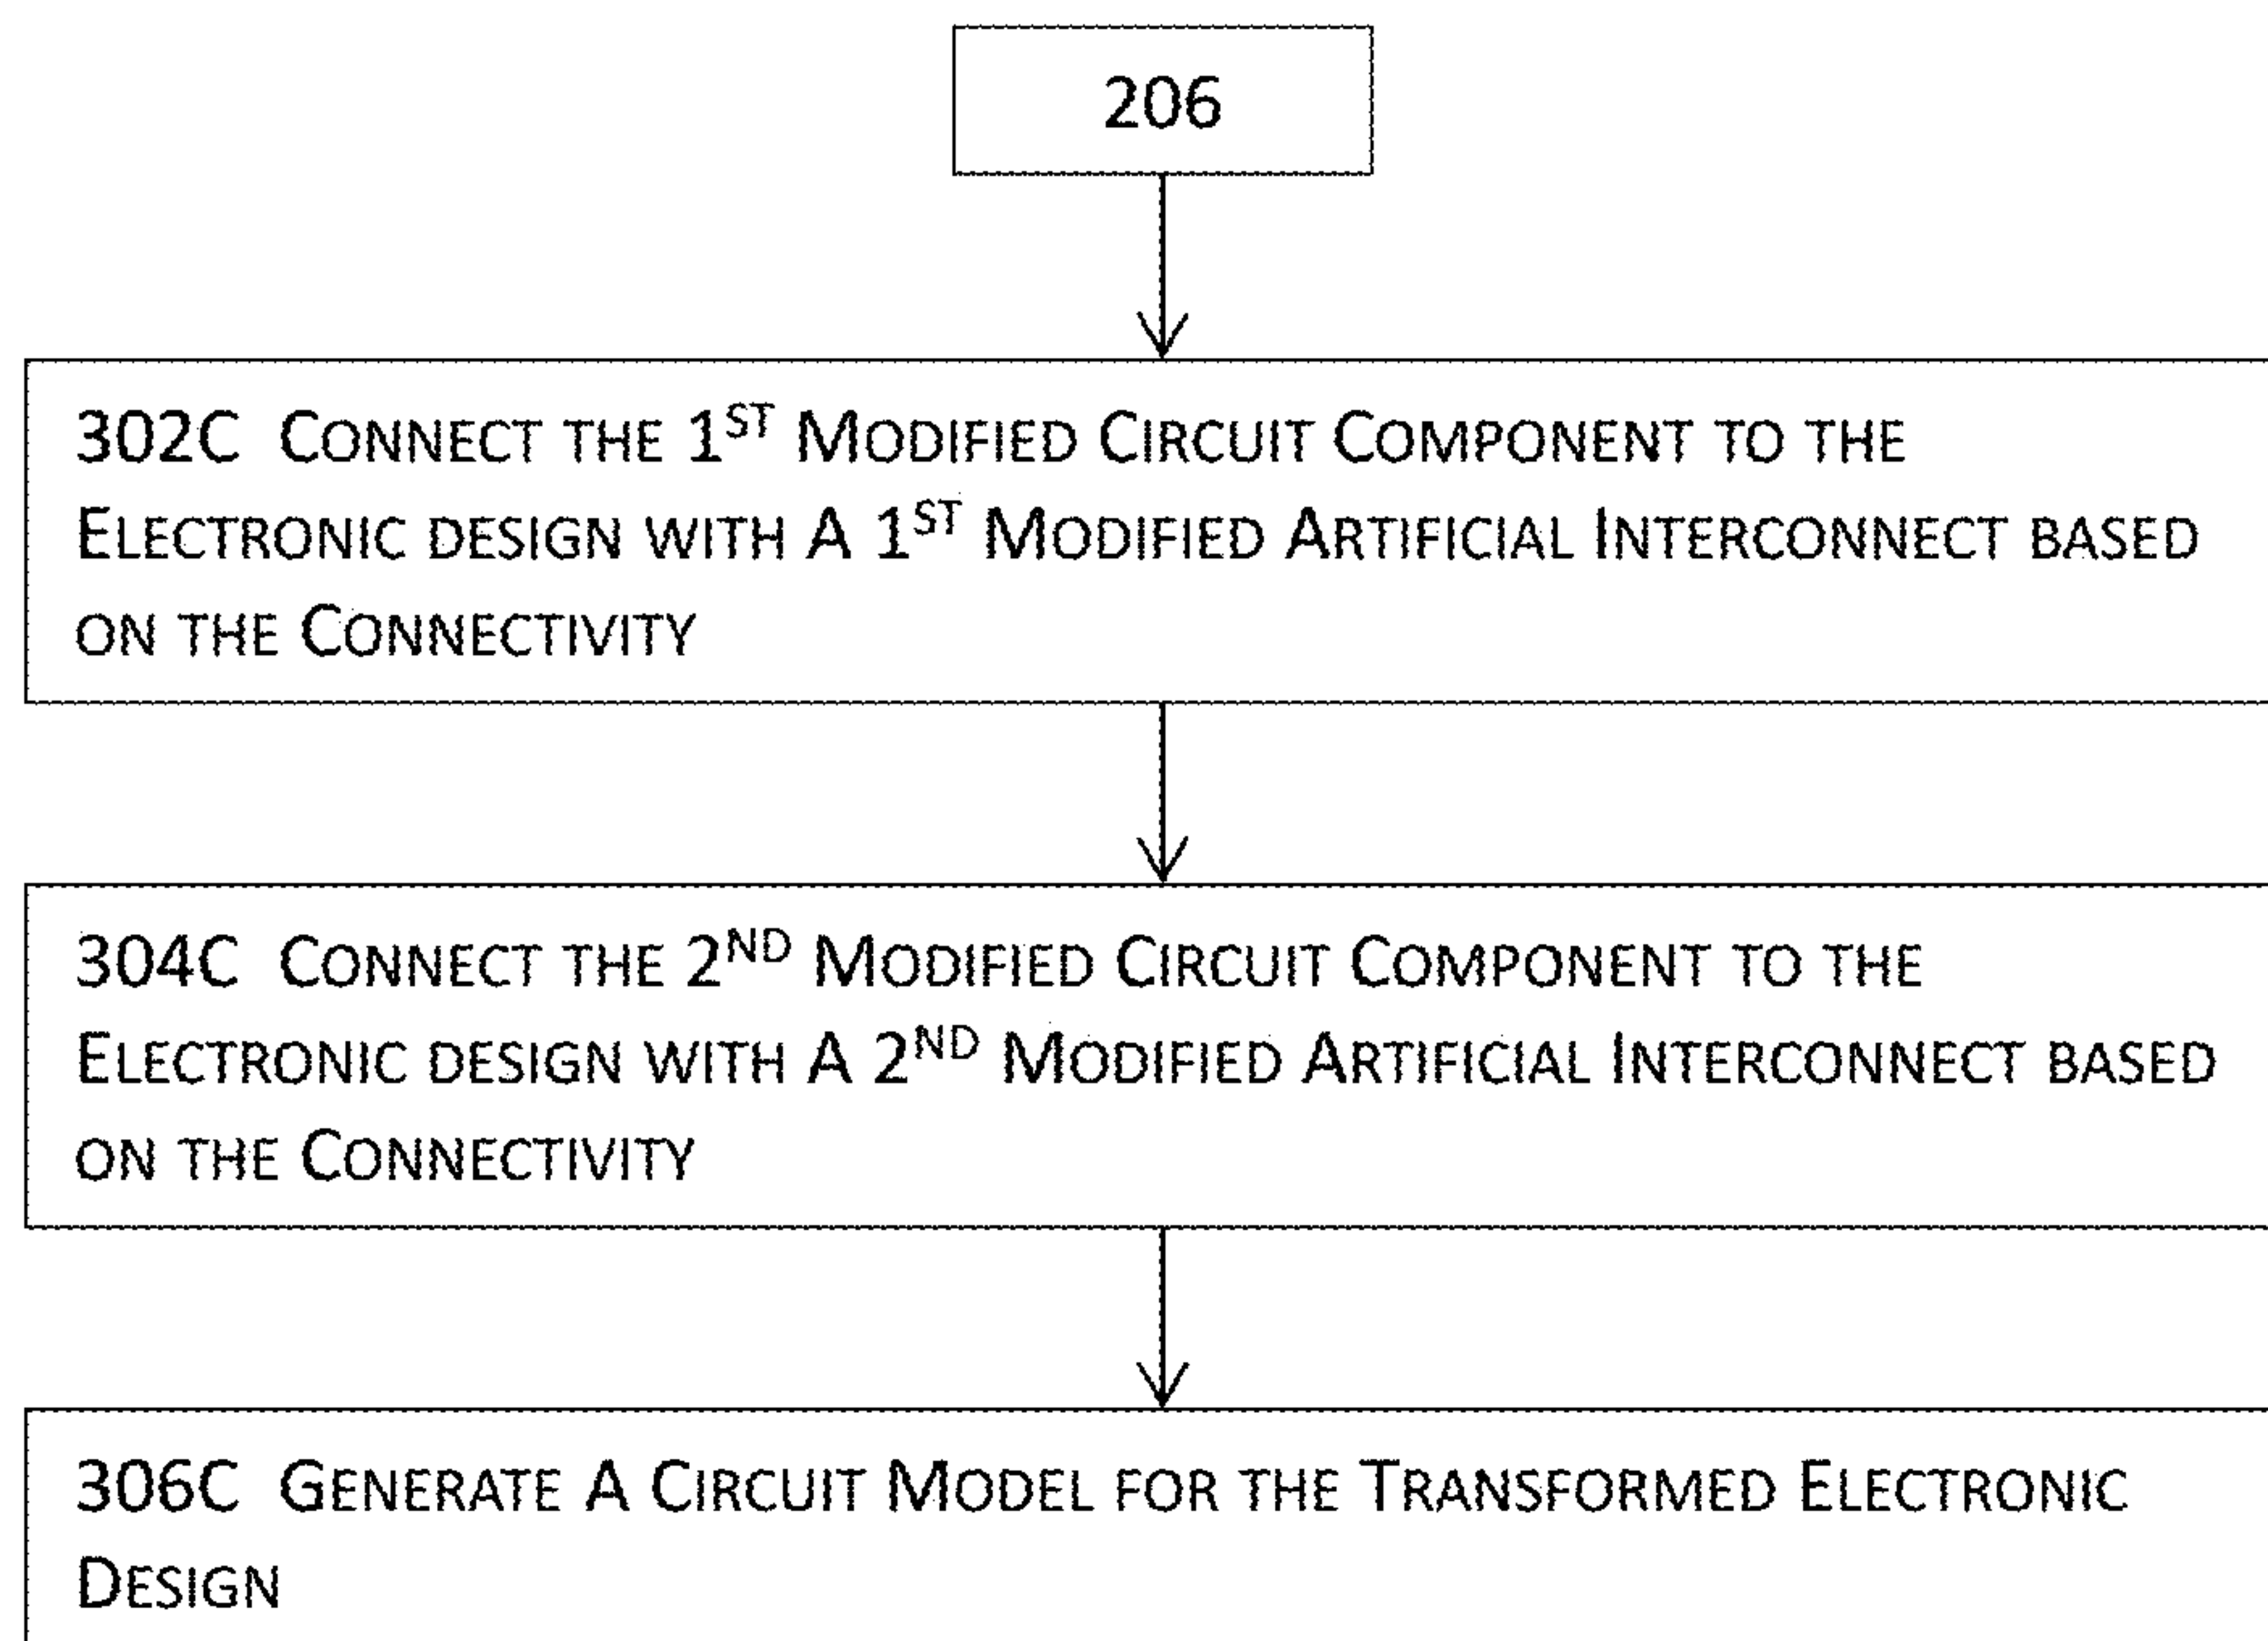 206
302C Connect the 1st Modified Circuit Component to the
Electronic design with A 1st Modified Artificial Interconnect based
on the Connectivity
304C Connect the 2nd Modified Circuit Component to the
Electronic design with A 2nd Modified Artificial Interconnect based
on the Connectivity
306C Generate A Circuit Model for the Transformed Electronic
Design